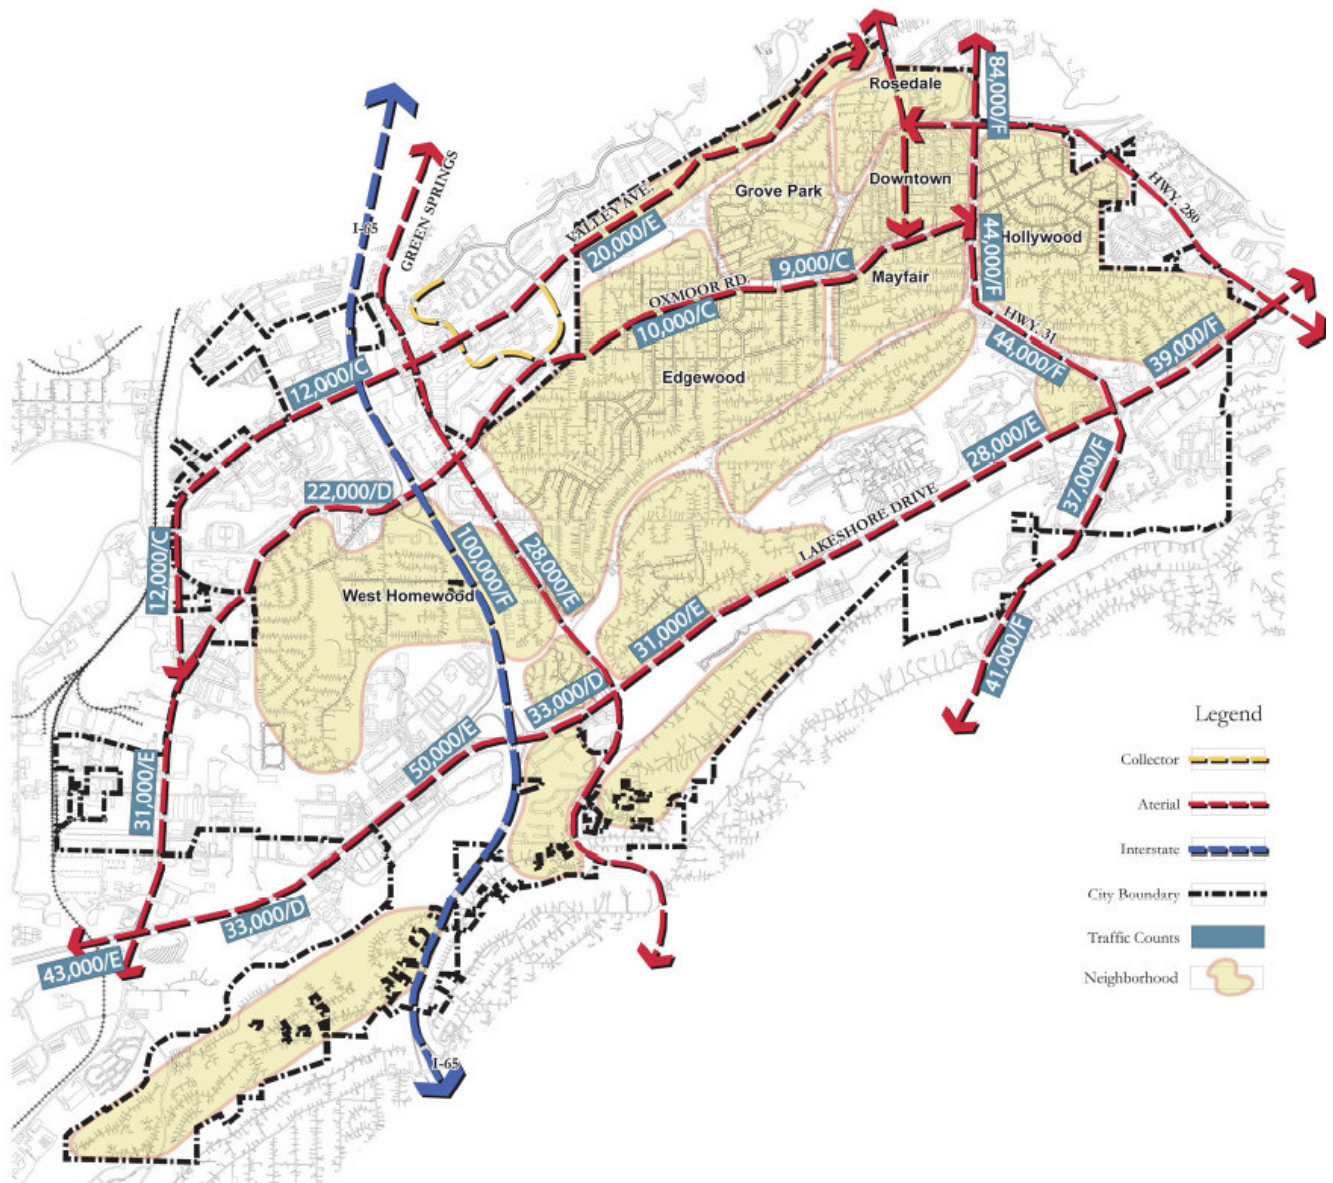 Rosedale
84,000/F
GREEN SPRINGS
I-65
VALLEY AVE.
20,000/E
Grove Park
Downtown
HWY. 280
44,000/F
Hollywood
9,000/C
Mayfair
OXMOOR RD.
10,000/C
HWY. 31
44,000/F
39,000/F
12,000/C
Edgewood
28,000/E
22,000/D
37,000/F
LAKESHORE DRIVE
12,000/C
100,000/F
28,000/E
West Homewood
31,000/E
41,000/F
33,000/D
50,000/E
31,000/E
33,000/D
43,000/E
I-65
Legend
Collector
Aterial
Interstate
City Boundary
Traffic Counts
Neighborhood